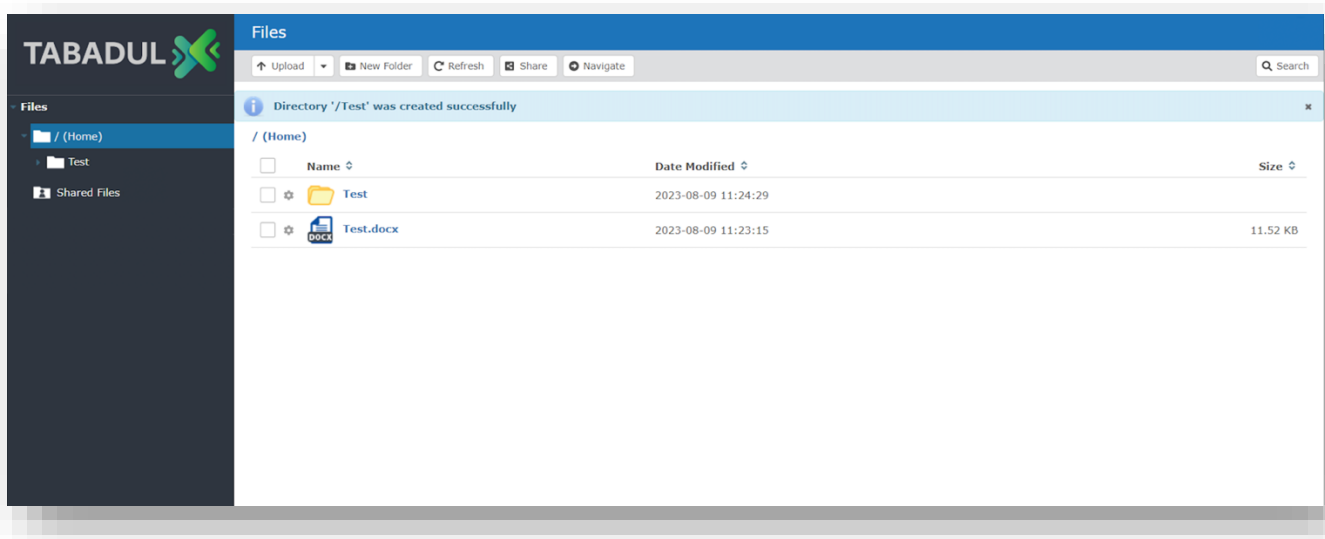 TABADUL
Files
/ (Home)
Test
Shared Files
Files
Upload New Folder Refresh Share Navigate Search
Directory '/Test' was created successfully
/ (Home)
Name Date Modified Size
Test 2023-08-09 11:24:29
DOCX Test.docx 2023-08-09 11:23:15 11.52 KB